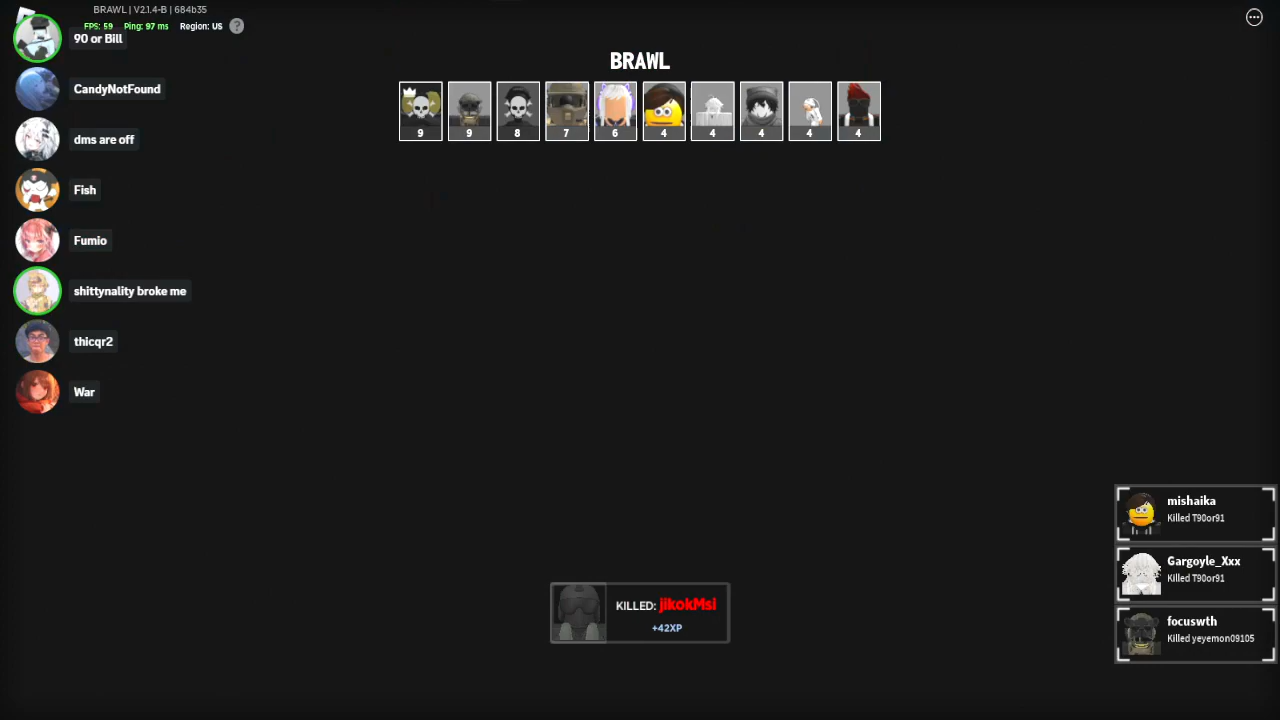 BRAWL | V2.1.4-B | 684b35
FPS: 59 Ping: 97 ms Region: US ?
90 or Bill
CandyNotFound
dms are off
Fish
Fumio
shittynality broke me
thicqr2
War
BRAWL
9 9 8 7 6 4 4 4 4 4
KILLED: jikokMsi
+42XP
mishaika
Killed T90or91
Gargoyle_Xxx
Killed T90or91
focuswth
Killed yeyemon09105